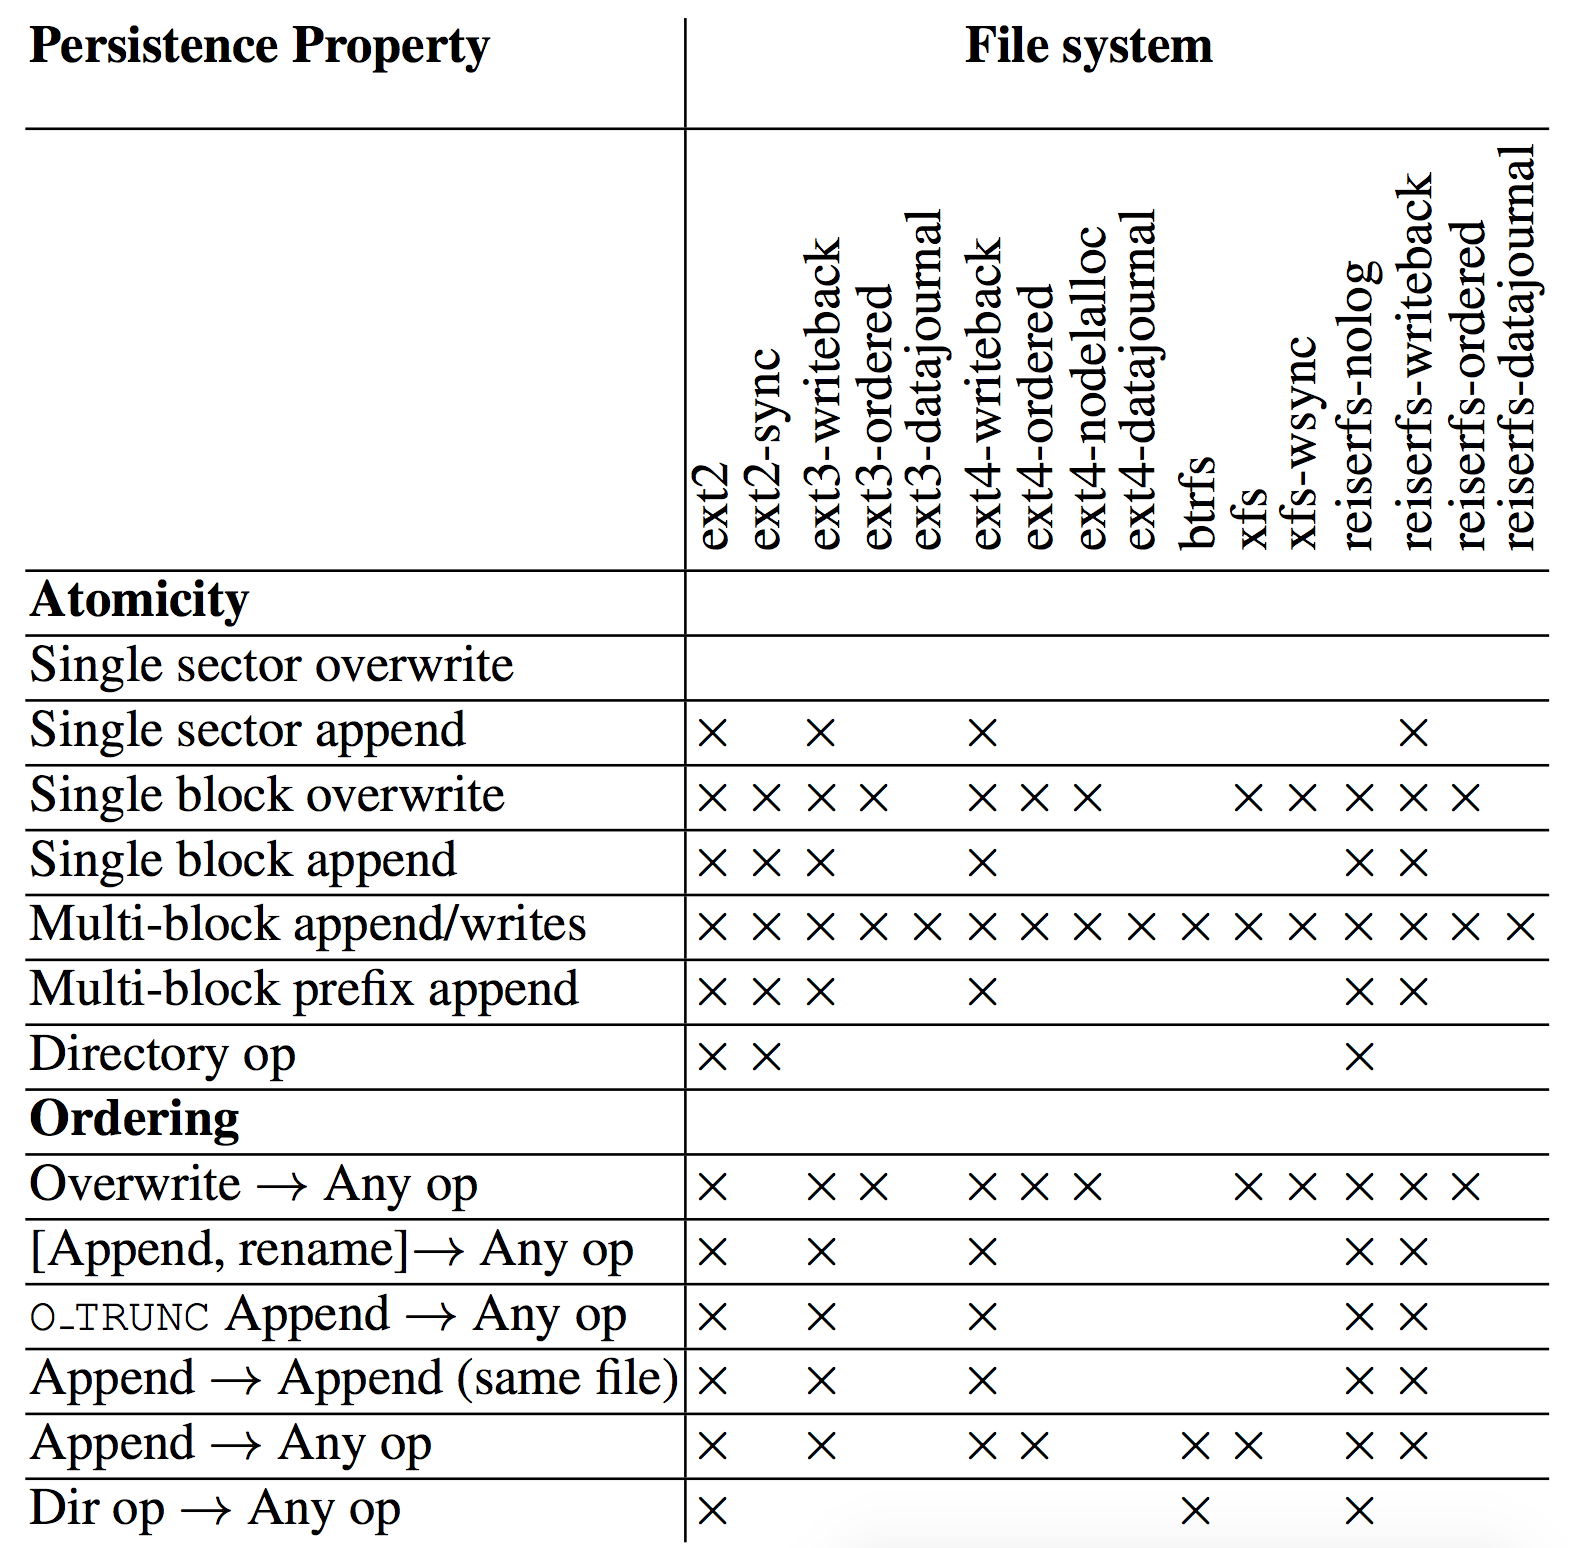 Persistence Property File system
ext2 ext2-sync ext3-writeback ext3-ordered ext3-datajournal ext4-writeback ext4-ordered ext4-nodelalloc ext4-datajournal btrfs xfs xfs-wsync reiserfs-nolog reiserfs-writeback reiserfs-ordered reiserfs-datajournal
Atomicity
Single sector overwrite
Single sector append × × × ×
Single block overwrite × × × × × × × × × × × ×
Single block append × × × × × ×
Multi-block append/writes × × × × × × × × × × × × × × × ×
Multi-block prefix append × × × × × ×
Directory op × × ×
Ordering
Overwrite → Any op × × × × × × × × × × ×
[Append, rename]→ Any op × × × × ×
O_TRUNC Append → Any op × × × × ×
Append → Append (same file) × × × × ×
Append → Any op × × × × × × × ×
Dir op → Any op × × ×